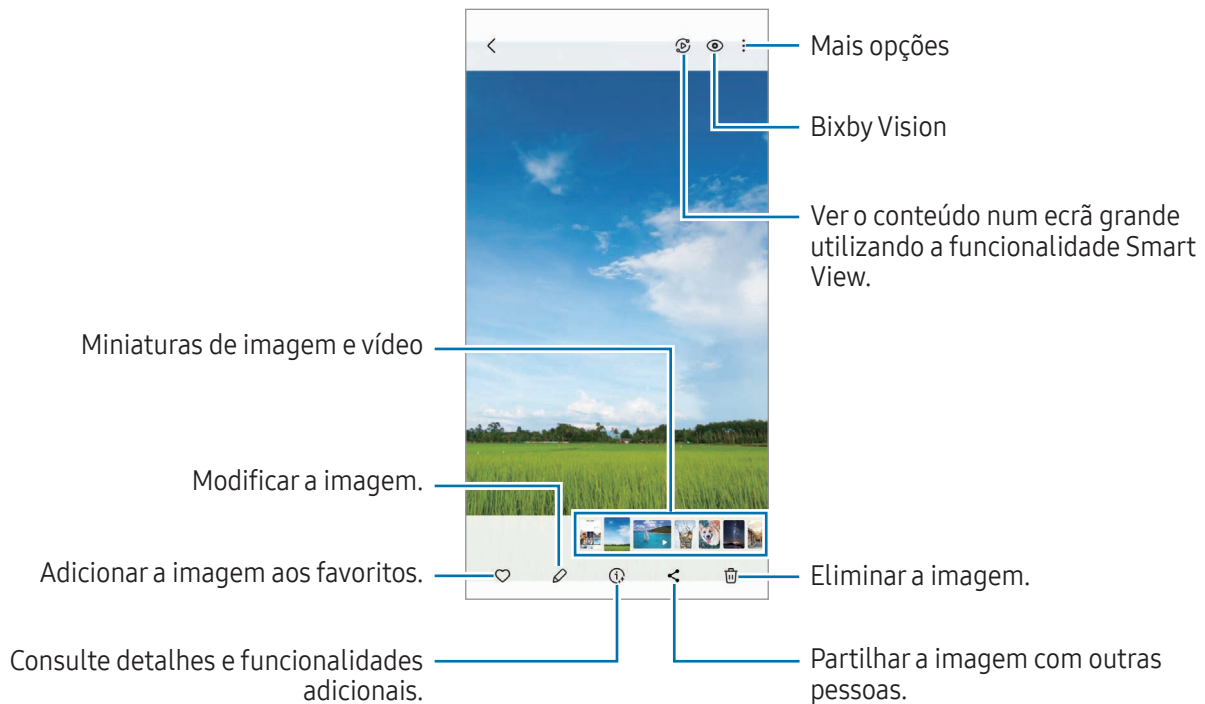 Mais opções
Bixby Vision
Ver o conteúdo num ecrã grande
utilizando a funcionalidade Smart
View.
Miniaturas de imagem e vídeo
Modificar a imagem.
Adicionar a imagem aos favoritos.
Eliminar a imagem.
Consulte detalhes e funcionalidades
adicionais.
Partilhar a imagem com outras
pessoas.